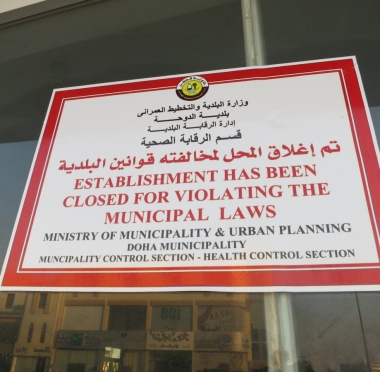 وزارة البلدية والتخطيط العمراني
بلدية الدوحـــة
إدارة الرقابة البلدية
قسم الرقابة الصحية
تم إغلاق المحل لمخالفته قوانين البلدية
ESTABLISHMENT HAS BEEN
CLOSED FOR VIOLATING THE
MUNICIPAL LAWS
MINISTRY OF MUNICIPALITY & URBAN PLANNING
DOHA MUINICIPALITY
MUNCIPALITY CONTROL SECTION - HEALTH CONTROL SECTION